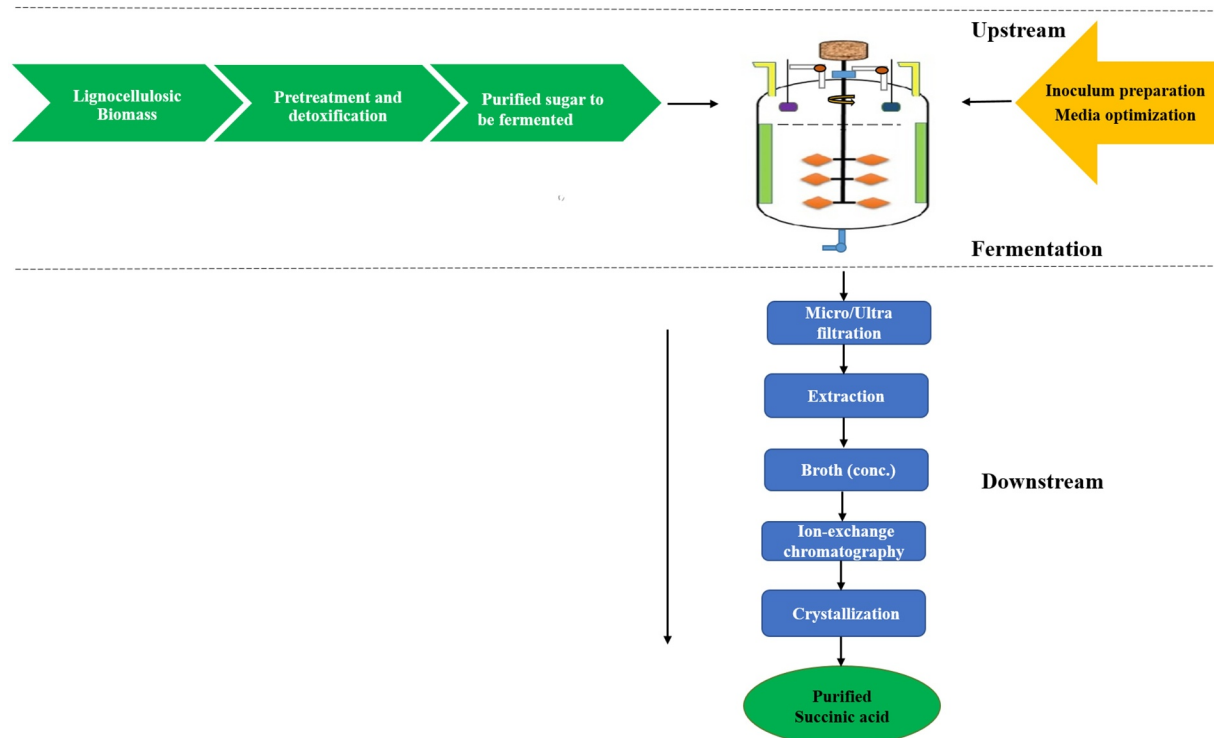 Upstream
Lignocellulosic
Biomass
Pretreatment and
detoxification
Purified sugar to
be fermented
Inoculum preparation
Media optimization
Fermentation
Micro/Ultra
filtration
Extraction
Broth (conc.)
Downstream
Ion-exchange
chromatography
Crystallization
Purified
Succinic acid